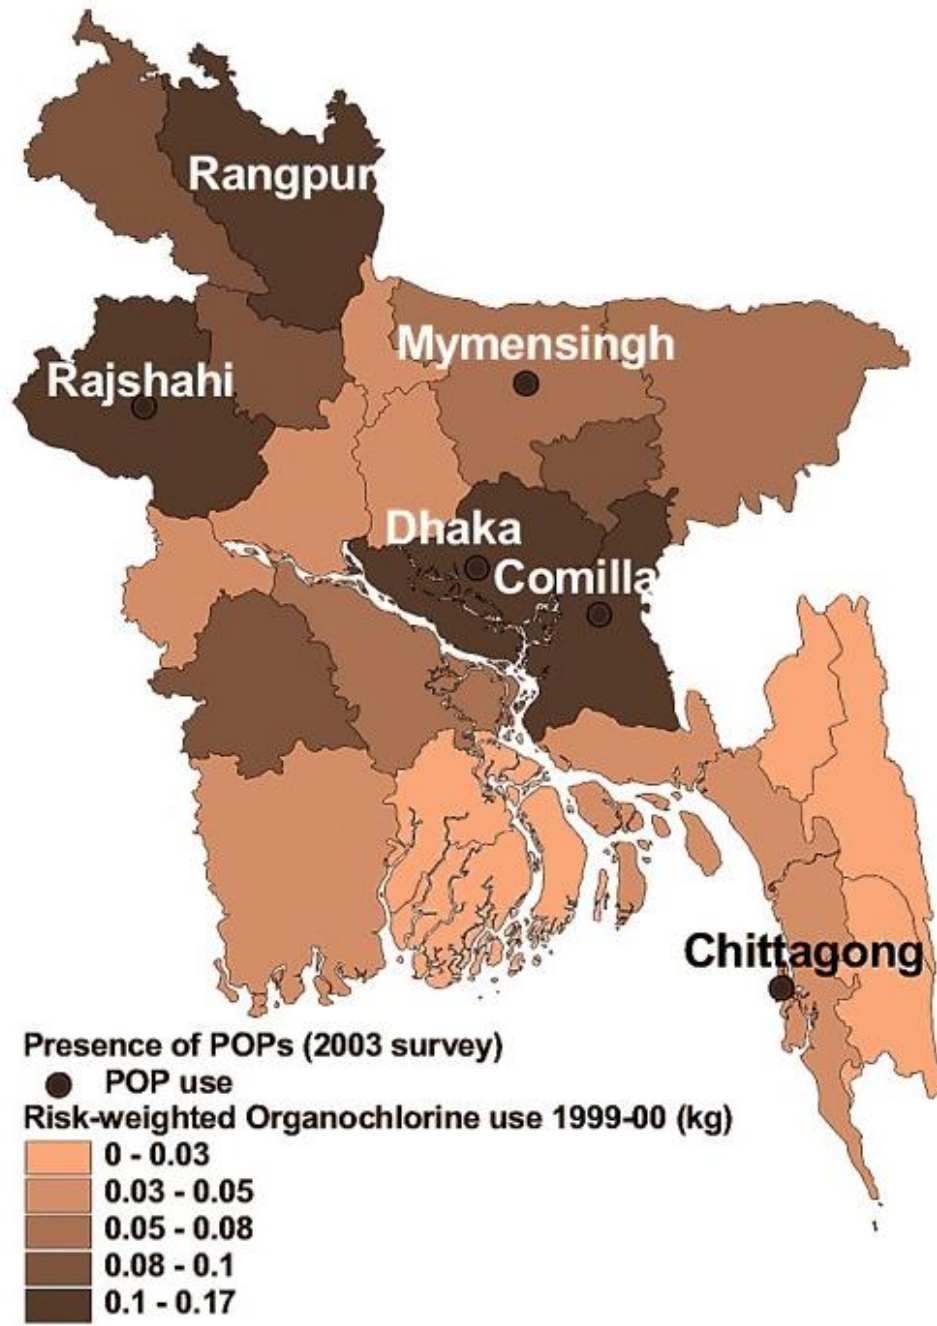 Rangpur
Mymensingh
Rajshahi
Dhaka
Comilla
Chittagong
Presence of POPs (2003 survey)
POP use
Risk-weighted Organochlorine use 1999-00 (kg)
0 - 0.03
0.03 - 0.05
0.05 - 0.08
0.08 - 0.1
0.1 - 0.17